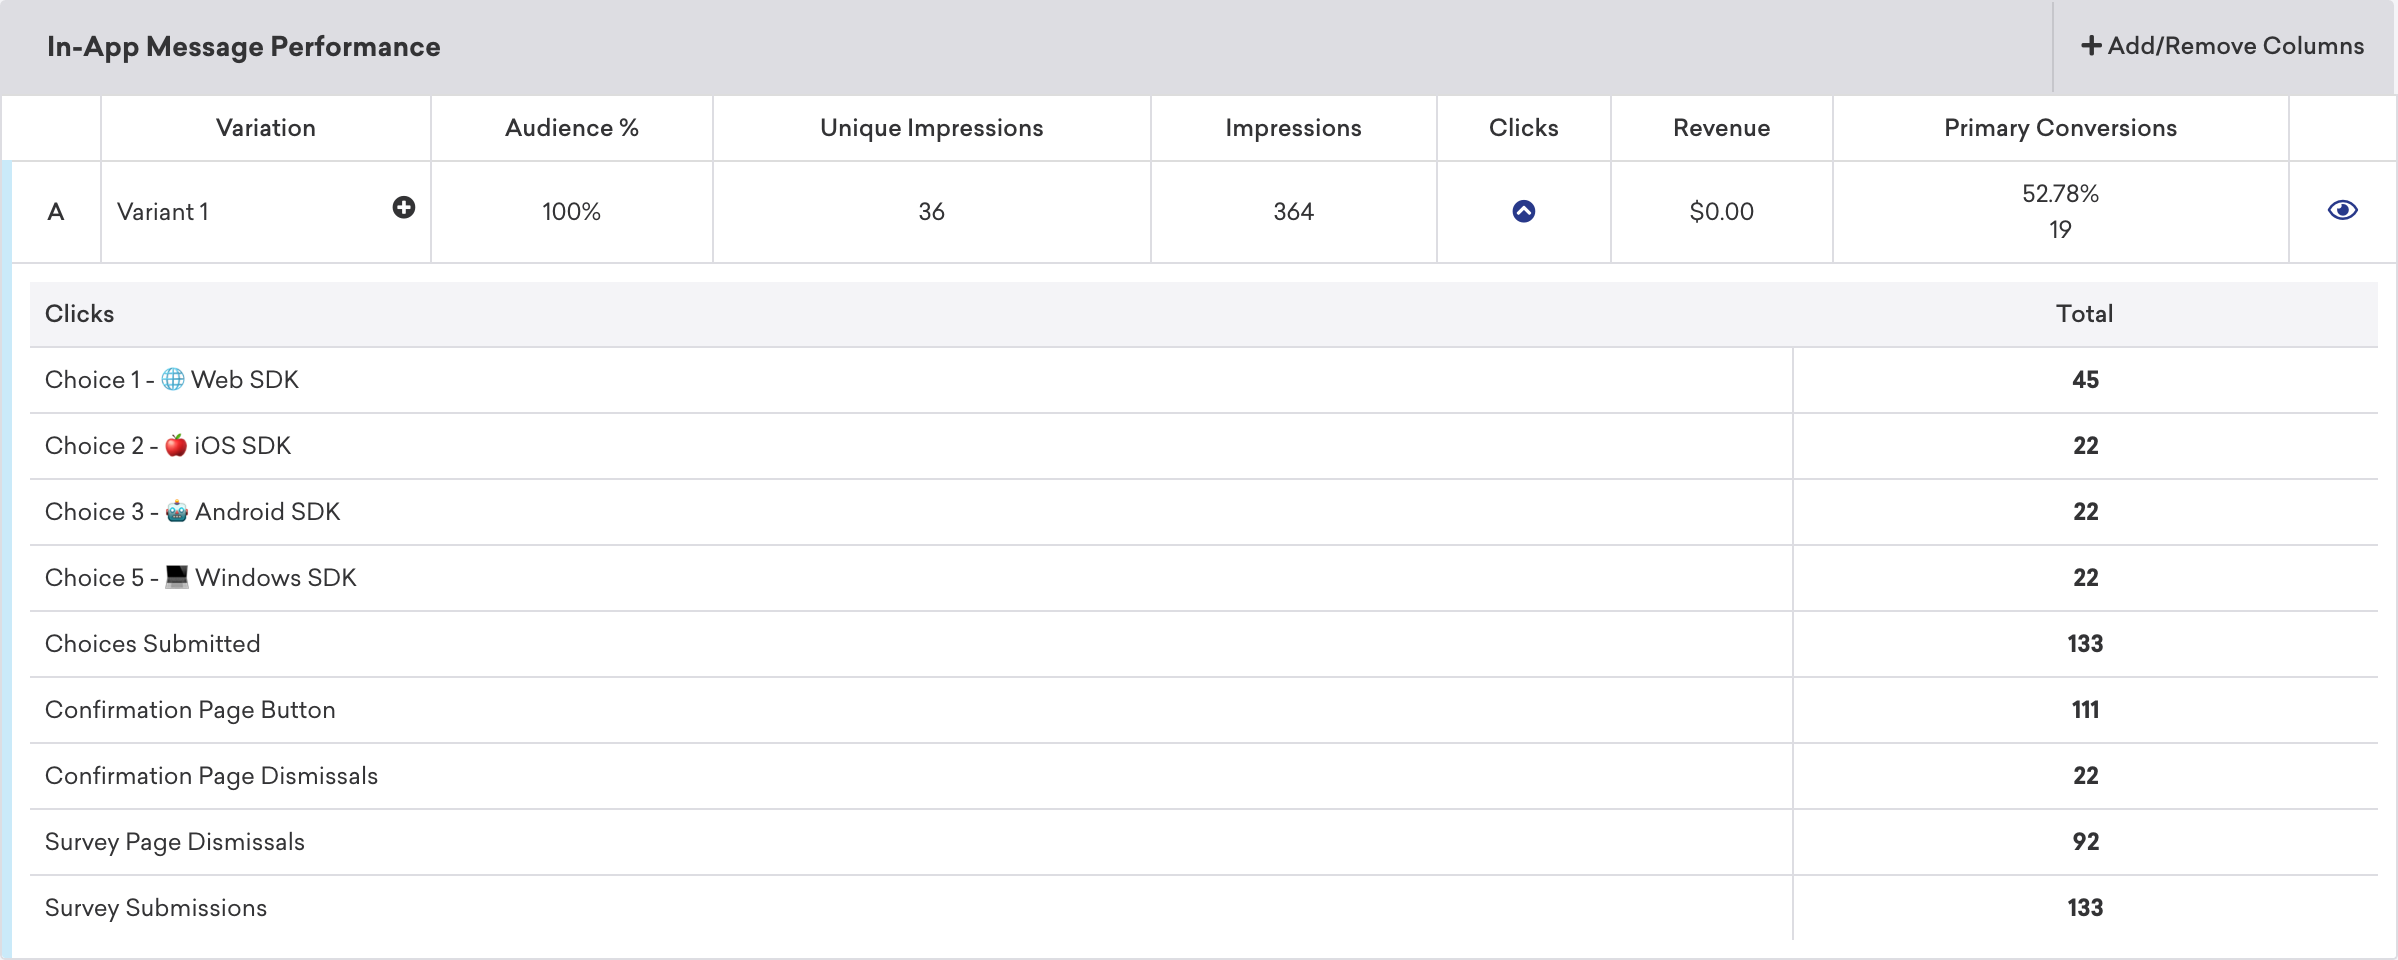 In-App Message Performance
Add/Remove Columns
Variation Audience % Unique Impressions Impressions Clicks Revenue Primary Conversions
A Variant 1 100% 36 364 $0.00 52.78%
19
Clicks Total
Choice 1 - 🌐 Web SDK 45
Choice 2 - 🍎 iOS SDK 22
Choice 3 - 🤖 Android SDK 22
Choice 5 - 💻 Windows SDK 22
Choices Submitted 133
Confirmation Page Button 111
Confirmation Page Dismissals 22
Survey Page Dismissals 92
Survey Submissions 133